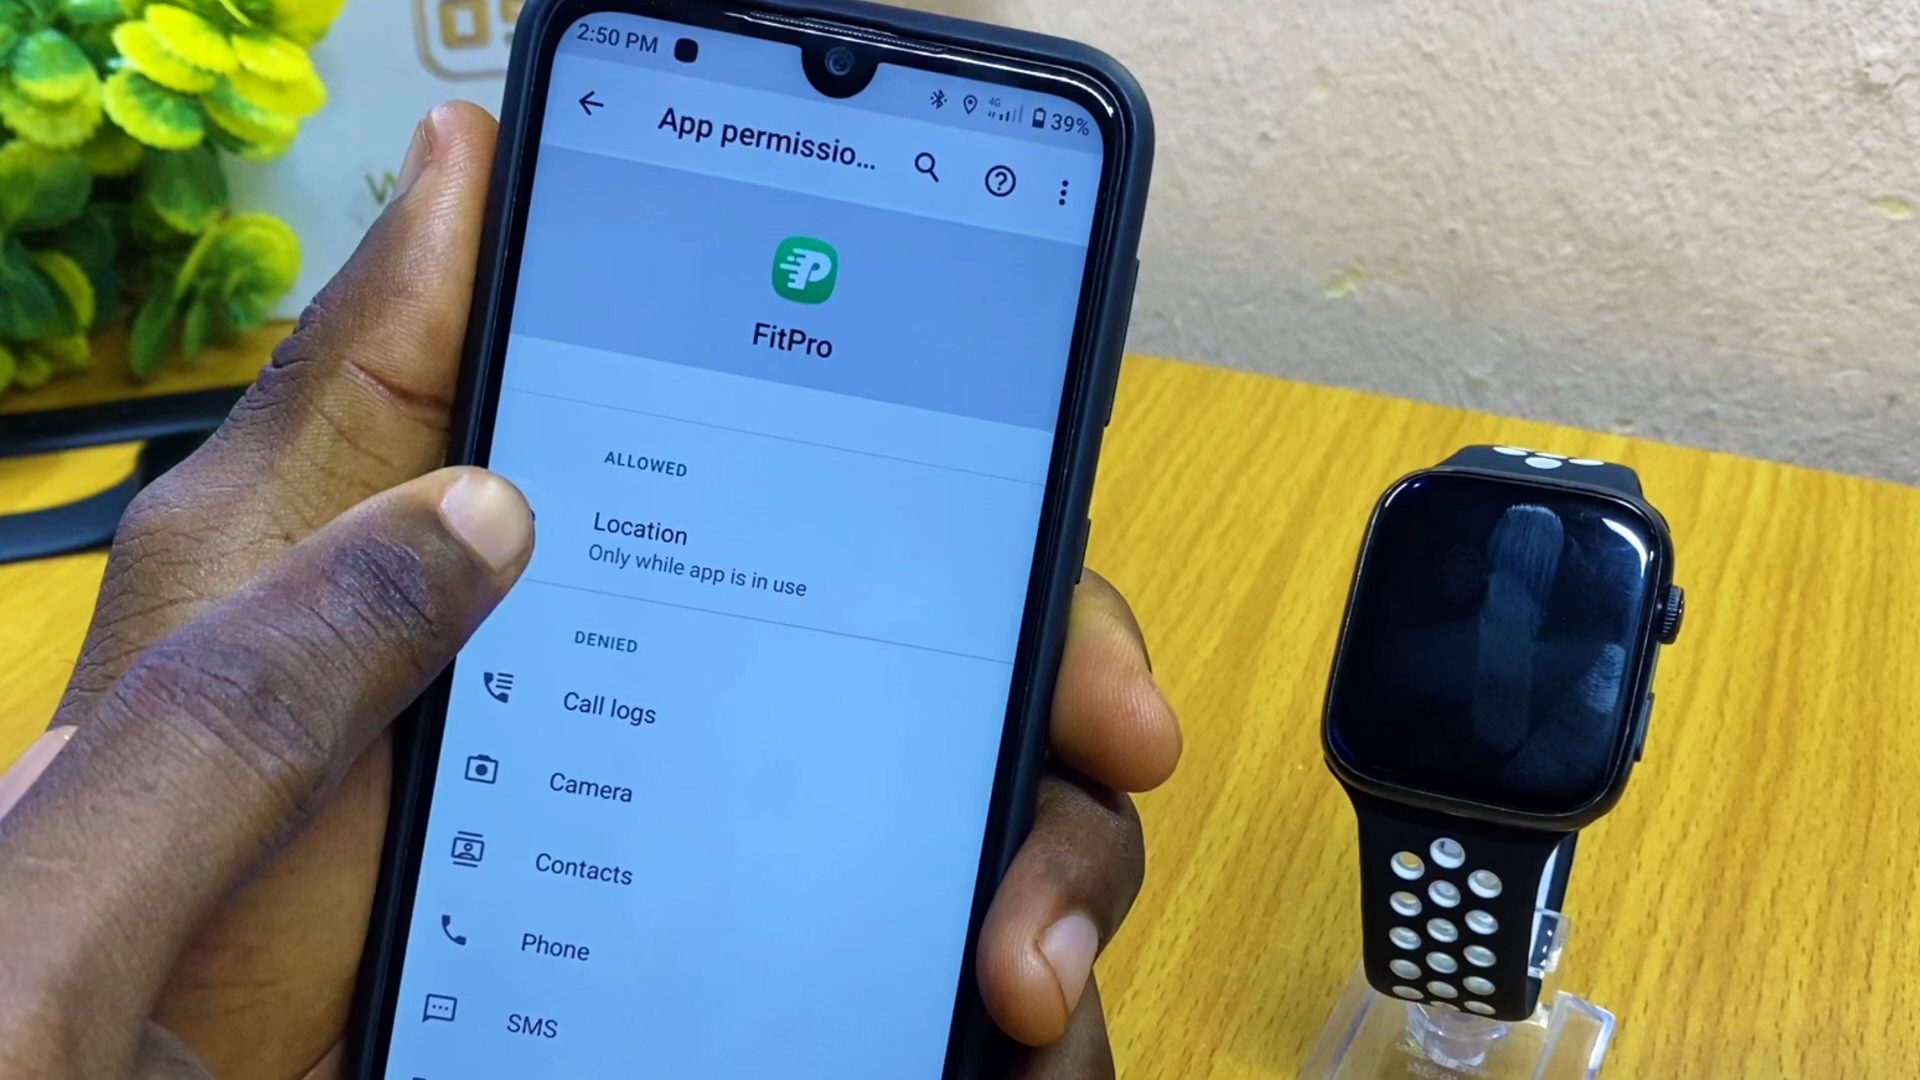 2:50 PM
4G
39%
App permissio...
FitPro
ALLOWED
Location
Only while app is in use
DENIED
Call logs
Camera
Contacts
Phone
SMS